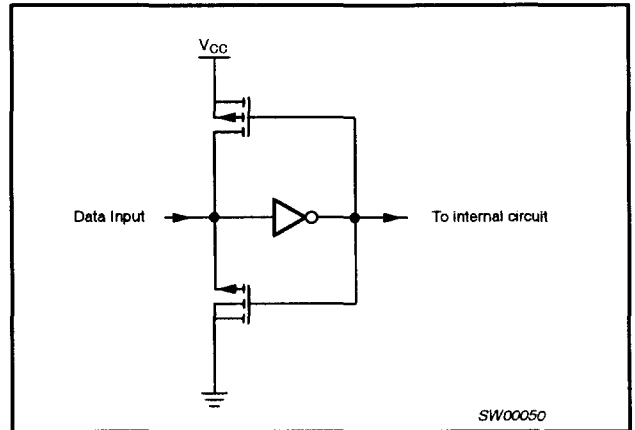 VCC
Data Input
To internal circuit
SW00050